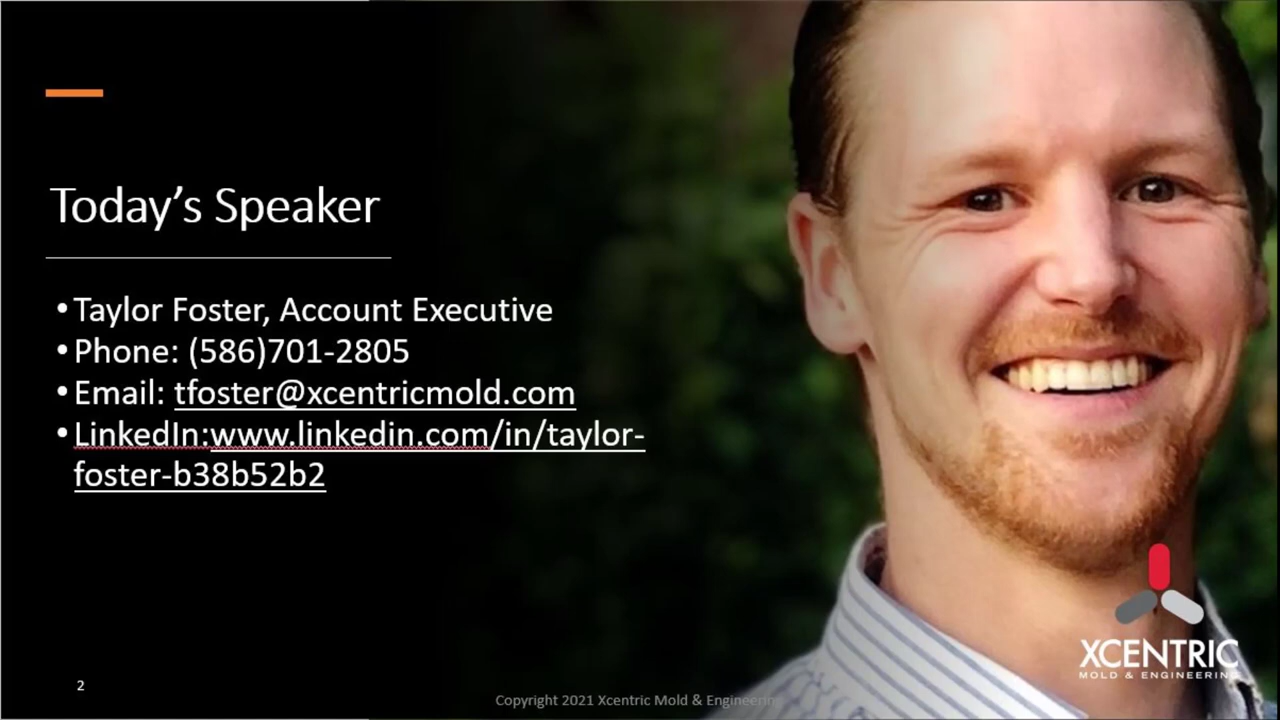 Today's Speaker
•Taylor Foster, Account Executive
•Phone: (586)701-2805
•Email: tfoster@xcentricmold.com
•LinkedIn:www.linkedin.com/in/taylor-
foster-b38b52b2
XCENTRIC
MOLD & ENGINEERING
2
Copyright 2021 Xcentric Mold & Engineering